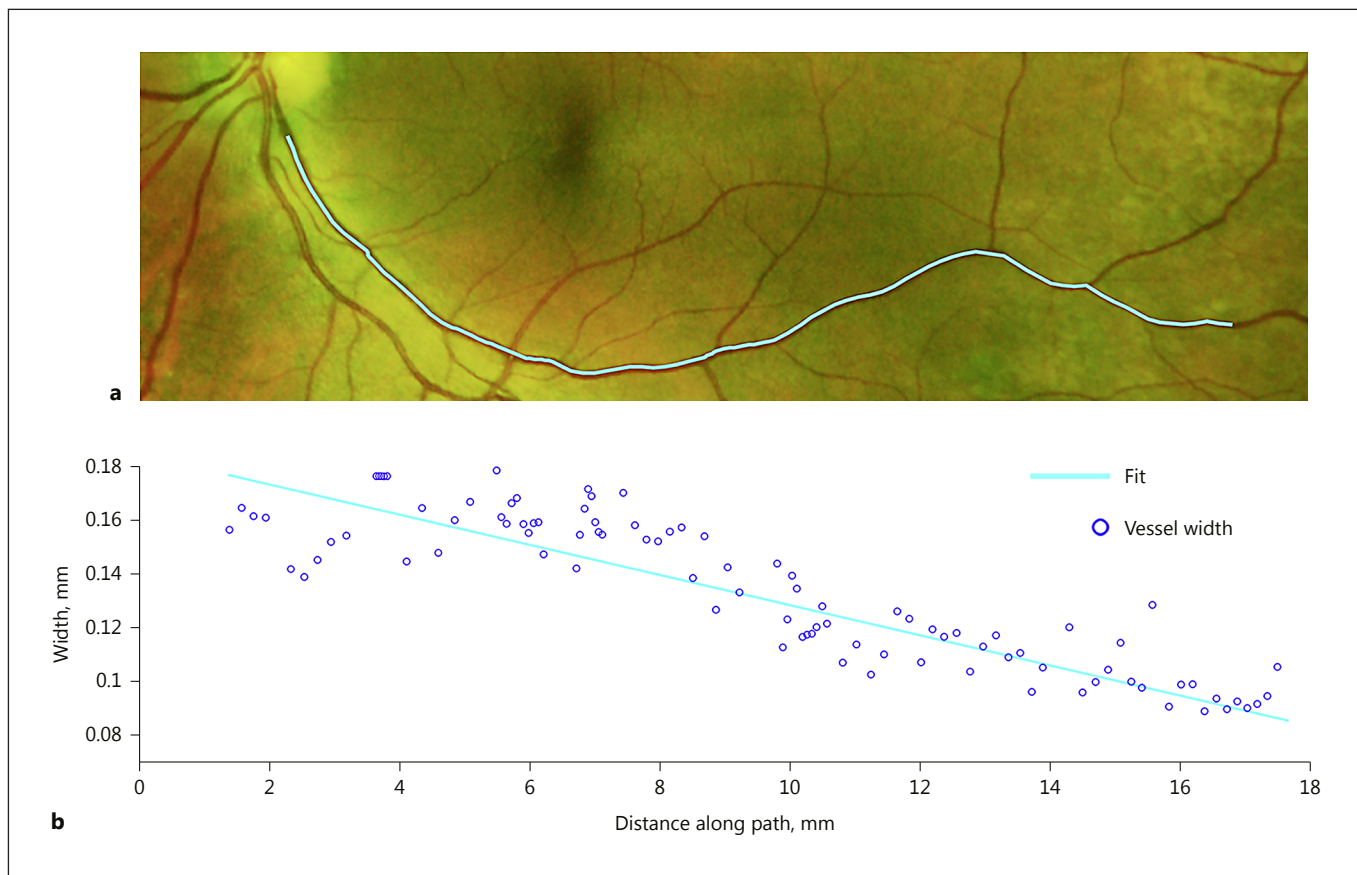 a
0.18
0.16
0.14
0.12
0.1
0.08
Width, mm
Fit
Vessel width
0 2 4 6 8 10 12 14 16 18
b
Distance along path, mm